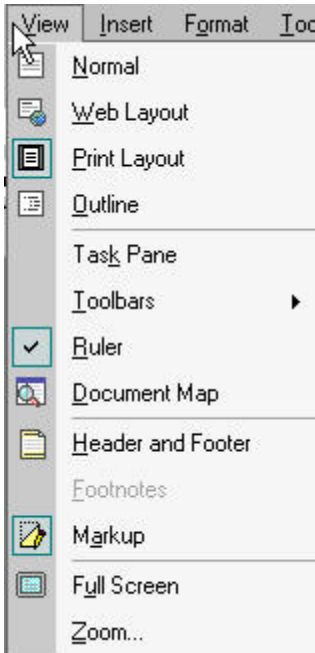 View Insert Format Too
Normal
Web Layout
Print Layout
Outline
Task Pane
Toolbars
Ruler
Document Map
Header and Footer
Footnotes
Markup
Full Screen
Zoom...